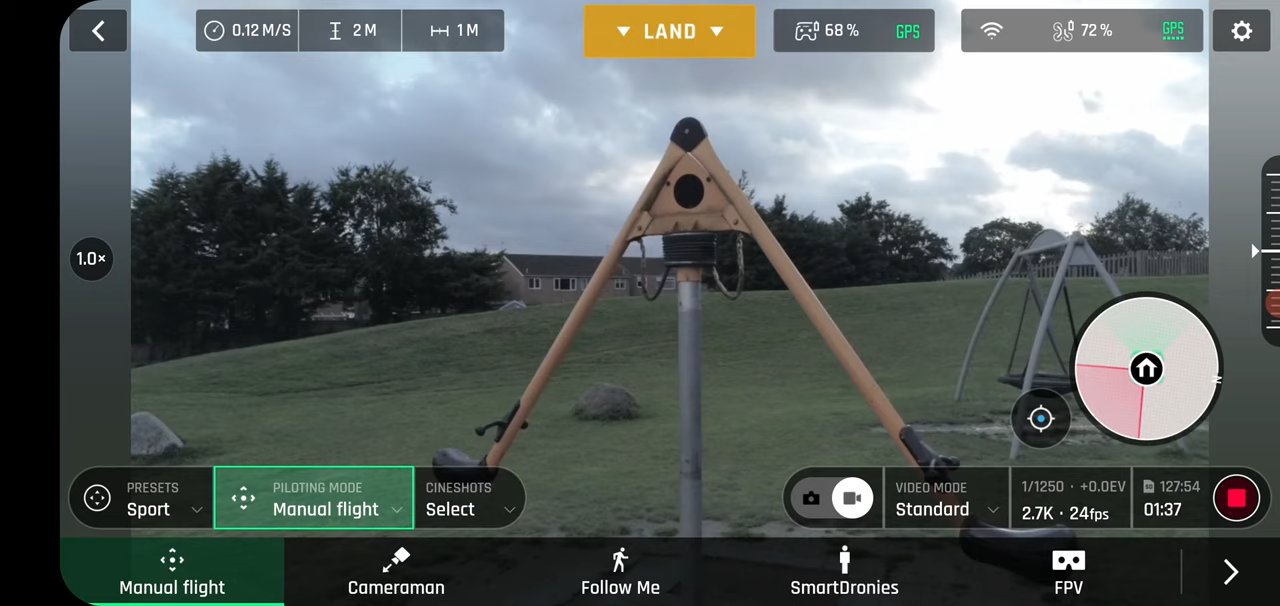 0.12 M/S
2 M
1 M
LAND
68 %
GPS
72 %
GPS
1.0×
N
PRESETS
Sport
PILOTING MODE
Manual flight
CINESHOTS
Select
VIDEO MODE
Standard
1/1250 · +0.0EV
2.7K · 24fps
127:54
01:37
Manual flight
Cameraman
Follow Me
SmartDronies
FPV